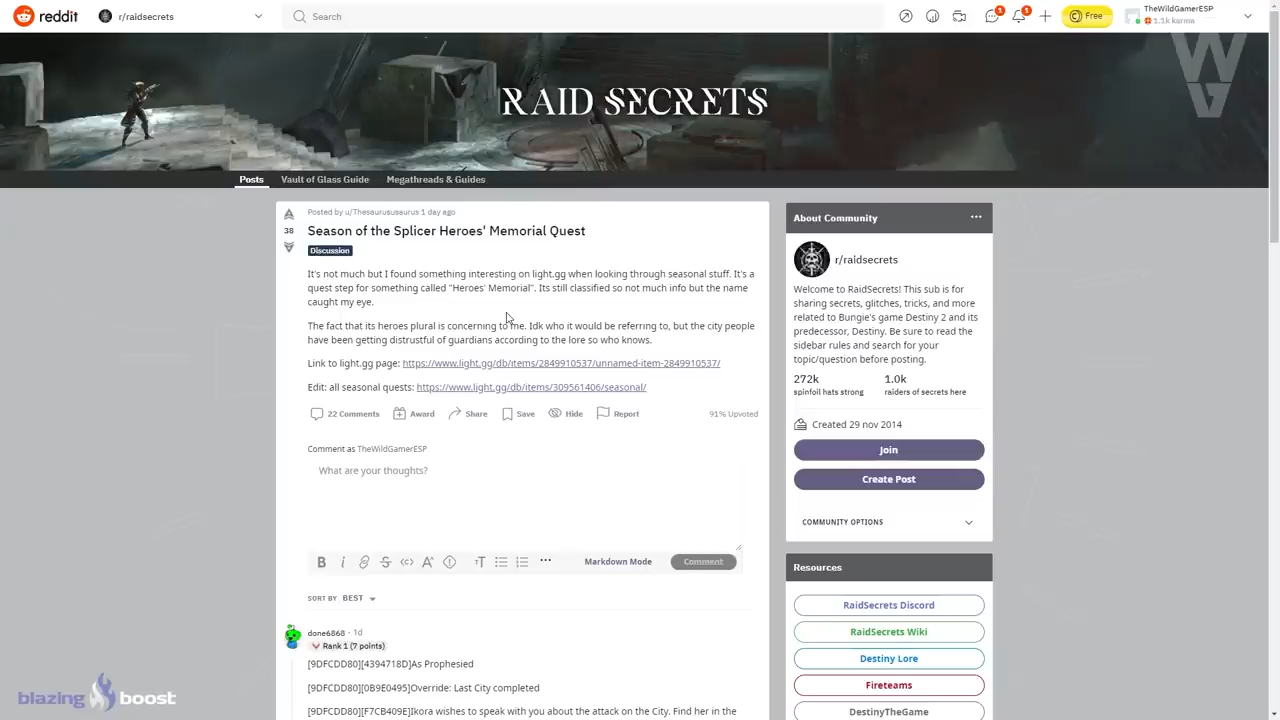 reddit
r/raidsecrets
Search
1
1
Free
TheWildGamerESP
1.1k karma
WG
RAID SECRETS
Posts
Vault of Glass Guide
Megathreads & Guides
Posted by u/Thesaurususaurus 1 day ago
38
Season of the Splicer Heroes' Memorial Quest
Discussion
It's not much but I found something interesting on light.gg when looking through seasonal stuff. It's a
quest step for something called "Heroes' Memorial". Its still classified so not much info but the name
caught my eye.
The fact that its heroes plural is concerning to me. Idk who it would be referring to, but the city people
have been getting distrustful of guardians according to the lore so who knows.
Link to light.gg page: https://www.light.gg/db/items/2849910537/unnamed-item-2849910537/
Edit: all seasonal quests: https://www.light.gg/db/items/309561406/seasonal/
22 Comments
Award
Share
Save
Hide
Report
91% Upvoted
Comment as TheWildGamerESP
What are your thoughts?
Markdown Mode
Comment
SORT BY BEST
done6868 · 1d
Rank 1 (7 points)
[9DFCDD80][4394718D]As Prophesied
[9DFCDD80][0B9E0495]Override: Last City completed
[9DFCDD80][F7CB409E]Ikora wishes to speak with you about the attack on the City. Find her in the
About Community
r/raidsecrets
Welcome to RaidSecrets! This sub is for
sharing secrets, glitches, tricks, and more
related to Bungie's game Destiny 2 and its
predecessor, Destiny. Be sure to read the
sidebar rules and search for your
topic/question before posting.
272k
1.0k
spinfoil hats strong
raiders of secrets here
Created 29 nov 2014
Join
Create Post
COMMUNITY OPTIONS
Resources
RaidSecrets Discord
RaidSecrets Wiki
Destiny Lore
Fireteams
DestinyTheGame
blazing boost